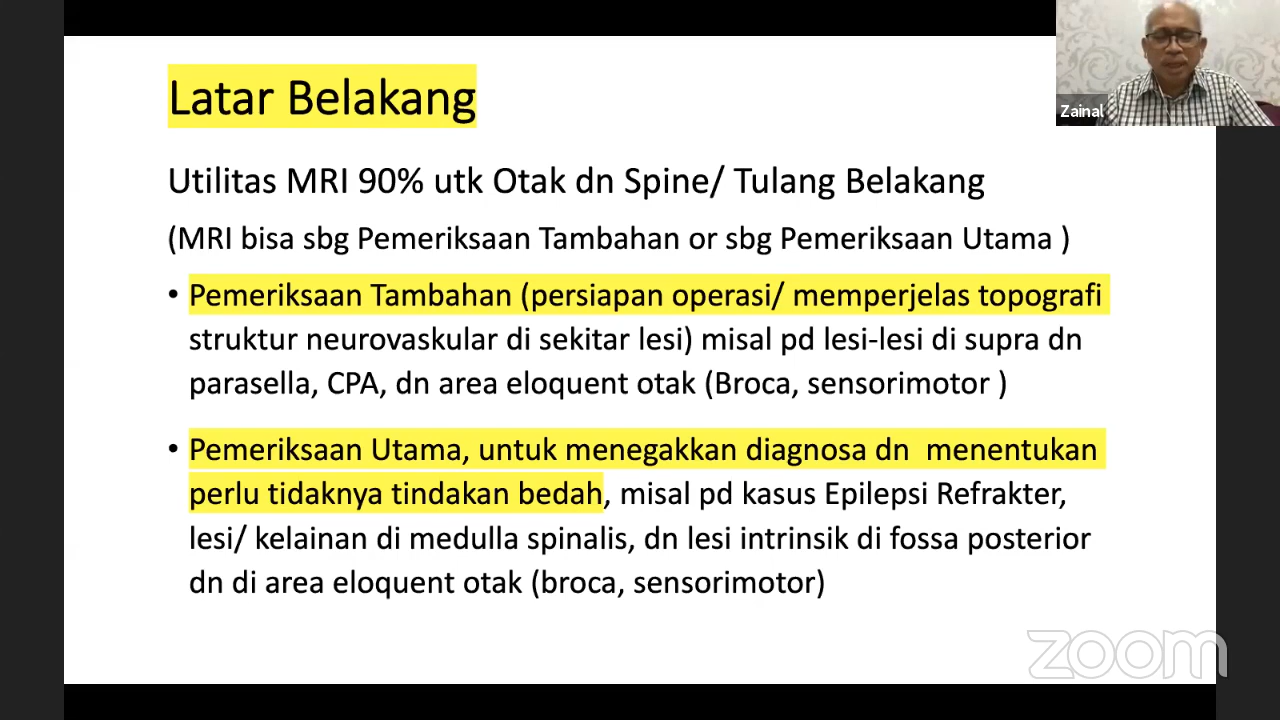 Latar Belakang
Zainal
Utilitas MRI 90% utk Otak dn Spine/ Tulang Belakang
(MRI bisa sbg Pemeriksaan Tambahan or sbg Pemeriksaan Utama )
• Pemeriksaan Tambahan (persiapan operasi/ memperjelas topografi
struktur neurovaskular di sekitar lesi) misal pd lesi-lesi di supra dn
parasella, CPA, dn area eloquent otak (Broca, sensorimotor )
• Pemeriksaan Utama, untuk menegakkan diagnosa dn  menentukan
perlu tidaknya tindakan bedah, misal pd kasus Epilepsi Refrakter,
lesi/ kelainan di medulla spinalis, dn lesi intrinsik di fossa posterior
dn di area eloquent otak (broca, sensorimotor)
zoom